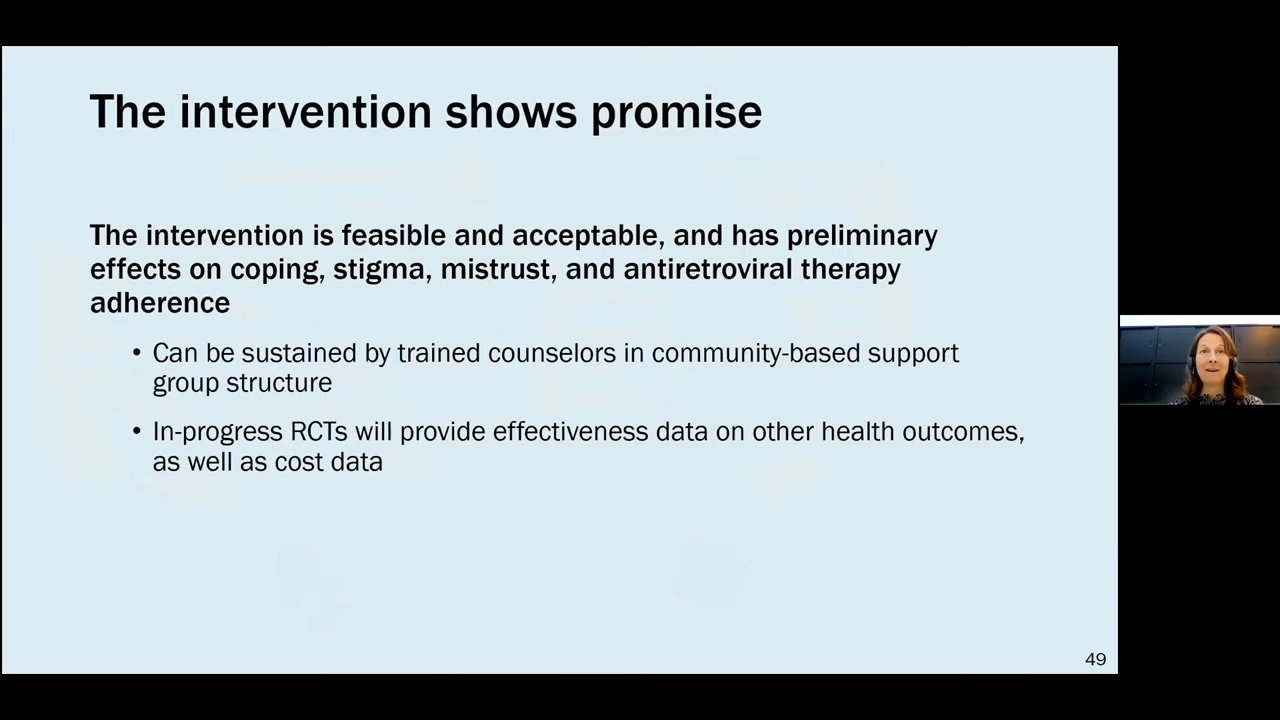 The intervention shows promise
The intervention is feasible and acceptable, and has preliminary
effects on coping, stigma, mistrust, and antiretroviral therapy
adherence
• Can be sustained by trained counselors in community-based support
group structure
• In-progress RCTs will provide effectiveness data on other health outcomes,
as well as cost data
49